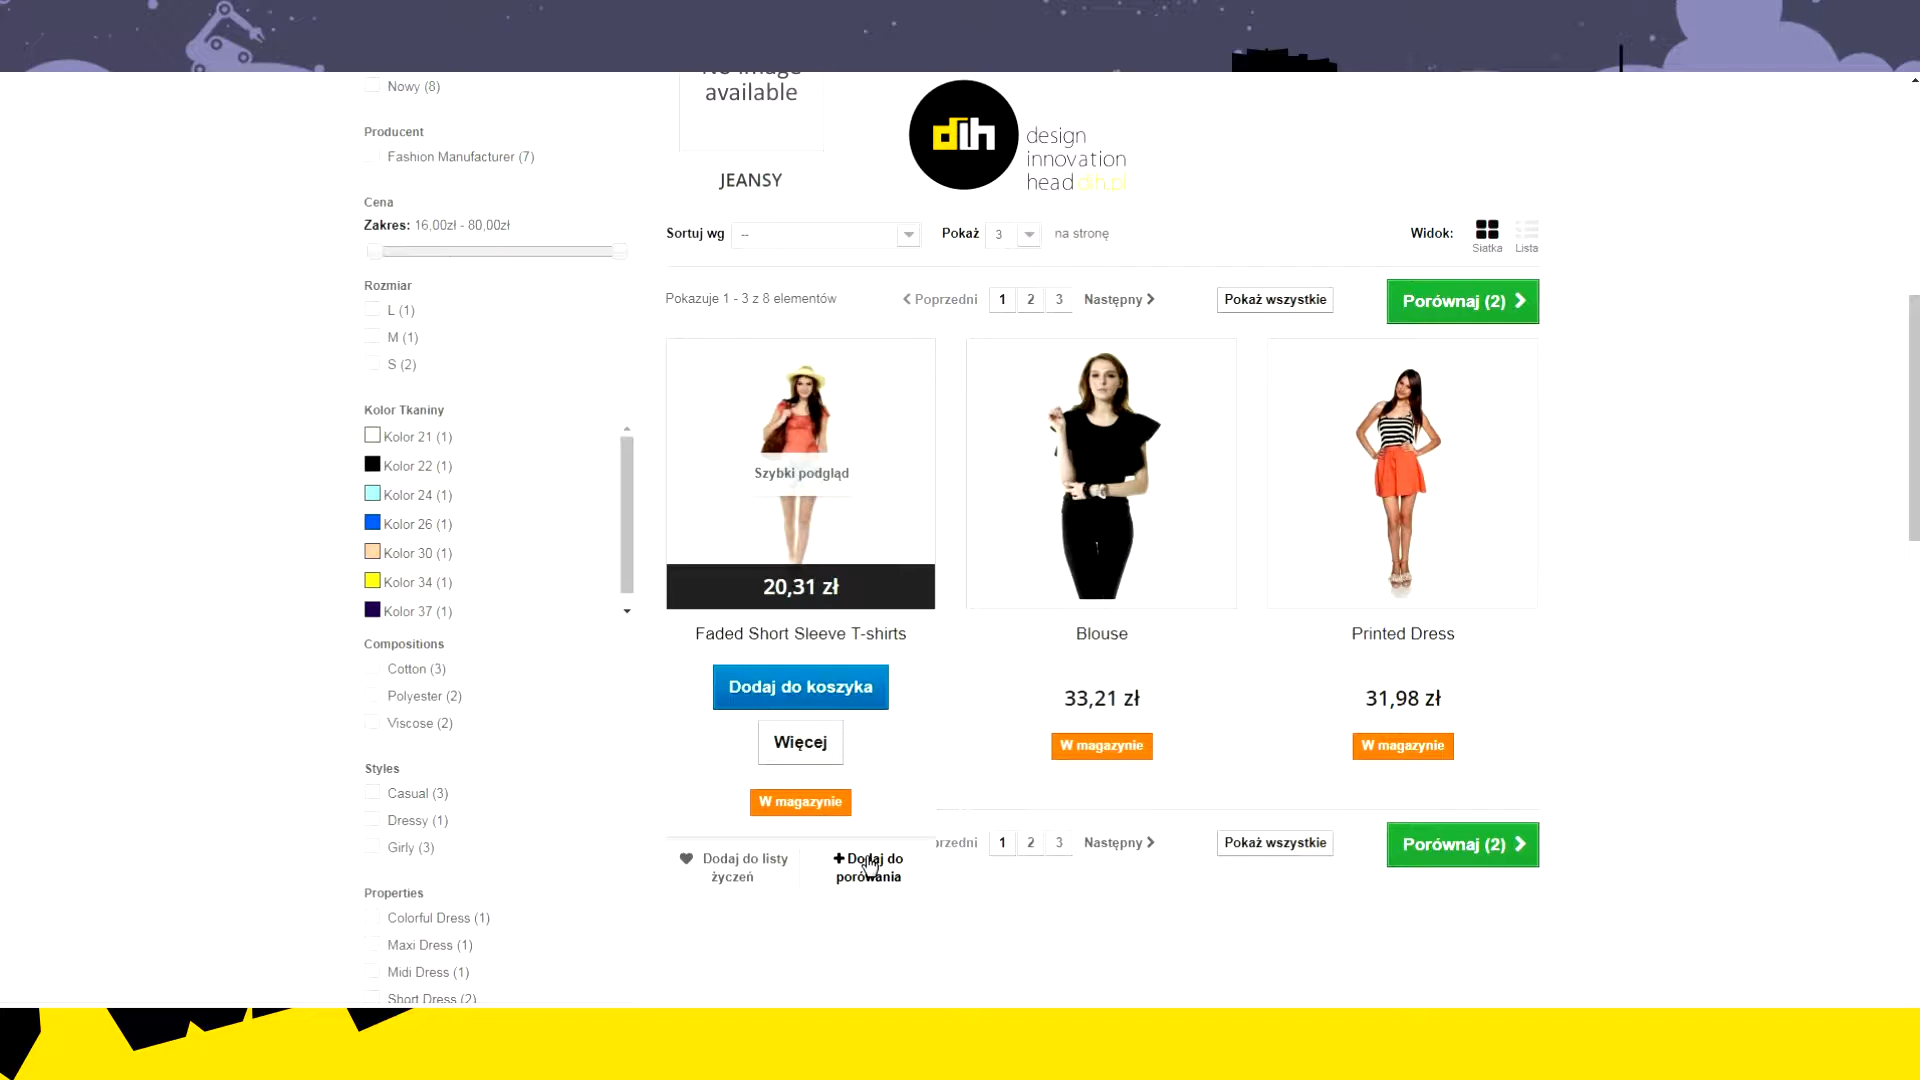 Nowy (8)
Producent
Fashion Manufacturer (7)
Cena
Zakres: 16,00zł - 80,00zł
Rozmiar
L (1)
M (1)
S (2)
Kolor Tkaniny
Kolor 21 (1)
Kolor 22 (1)
Kolor 24 (1)
Kolor 26 (1)
Kolor 30 (1)
Kolor 34 (1)
Kolor 37 (1)
Compositions
Cotton (3)
Polyester (2)
Viscose (2)
Styles
Casual (3)
Dressy (1)
Girly (3)
Properties
Colorful Dress (1)
Maxi Dress (1)
Midi Dress (1)
Short Dress (2)
No image
available
JEANSY
dih
design
innovation
head dih.pl
Sortuj wg --
Pokaż 3 na stronę
Widok:
Siatka
Lista
Pokazuje 1 - 3 z 8 elementów
Poprzedni 1 2 3 Następny
Pokaż wszystkie
Porównaj (2)
Szybki podgląd
20,31 zł
Faded Short Sleeve T-shirts
Dodaj do koszyka
Więcej
W magazynie
Dodaj do listy
życzeń
Dodaj do
porówania
Blouse
33,21 zł
W magazynie
Printed Dress
31,98 zł
W magazynie
rzedni 1 2 3 Następny
Pokaż wszystkie
Porównaj (2)